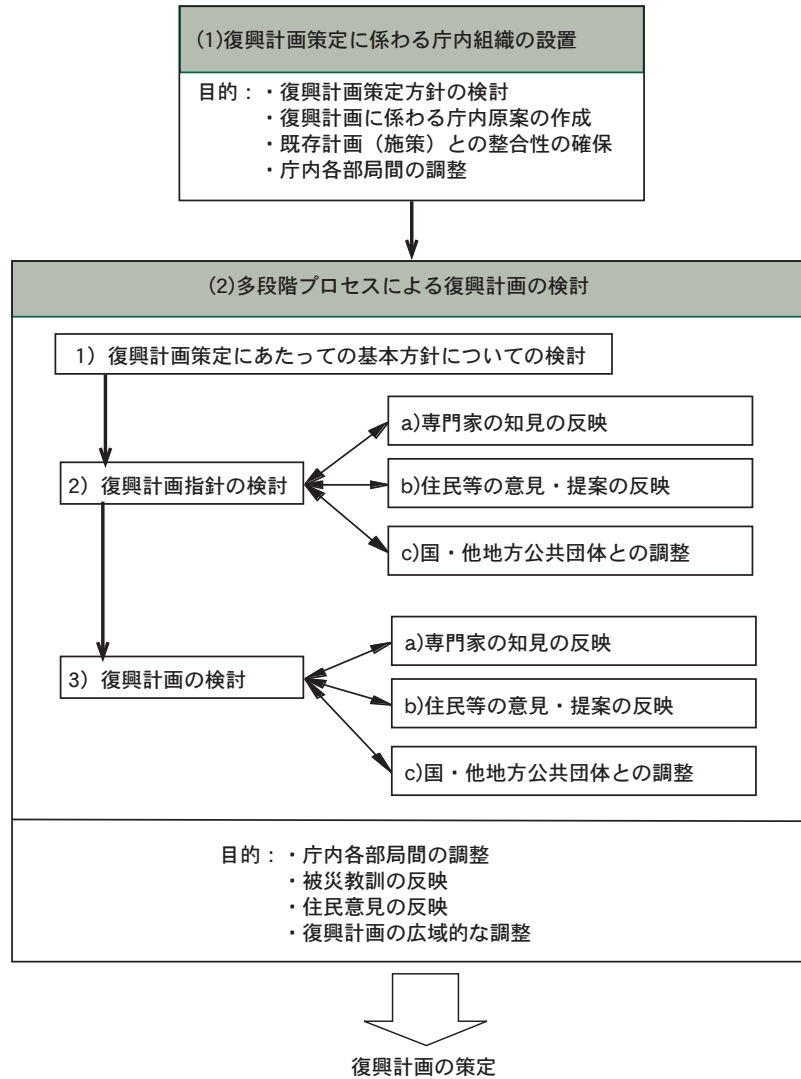 (1)復興計画策定に係わる庁内組織の設置
目的：・復興計画策定方針の検討
・復興計画に係わる庁内原案の作成
・既存計画（施策）との整合性の確保
・庁内各部局間の調整
(2)多段階プロセスによる復興計画の検討
1）復興計画策定にあたっての基本方針についての検討
a)専門家の知見の反映
2）復興計画指針の検討
b)住民等の意見・提案の反映
c)国・他地方公共団体との調整
a)専門家の知見の反映
3）復興計画の検討
b)住民等の意見・提案の反映
c)国・他地方公共団体との調整
目的：・庁内各部局間の調整
・被災教訓の反映
・住民意見の反映
・復興計画の広域的な調整
復興計画の策定